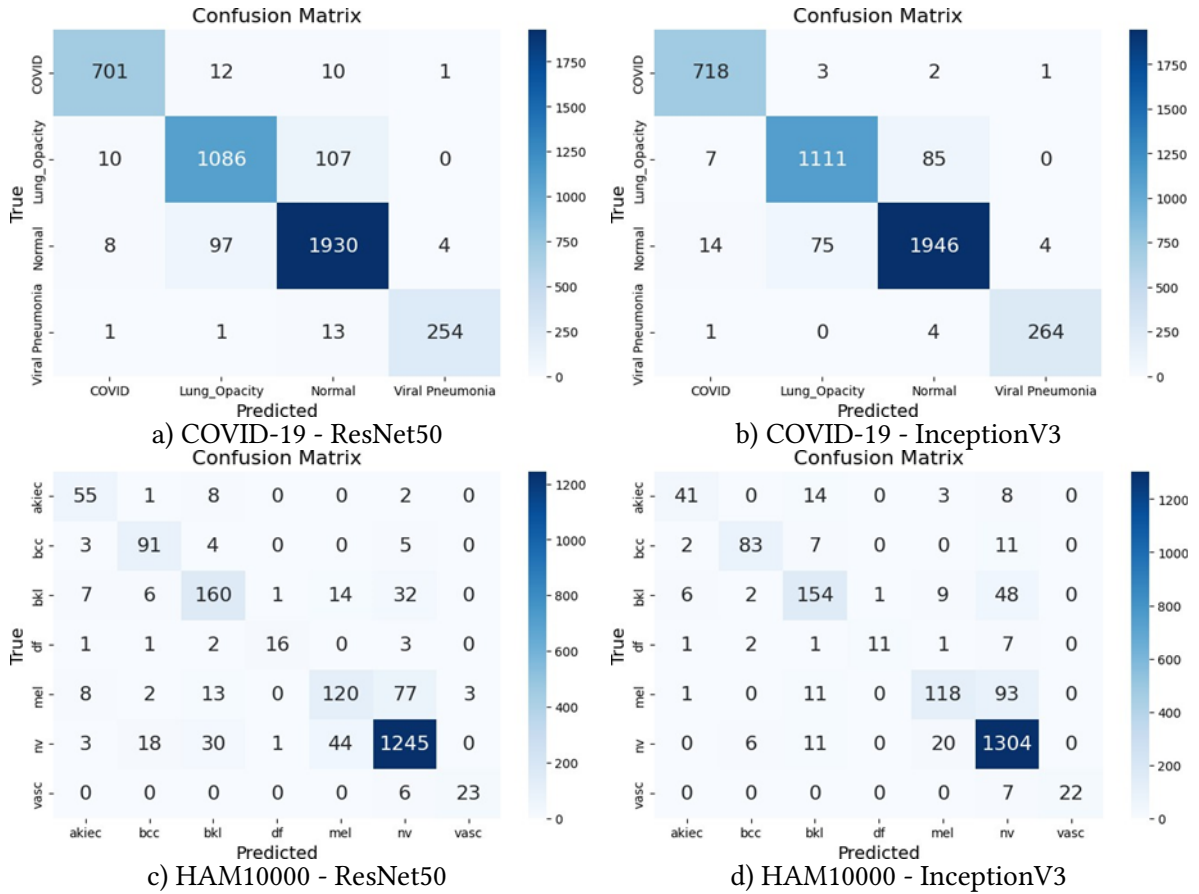 Confusion Matrix
COVID 701 12 10 1
Lung_Opacity 10 1086 107 0
Normal 8 97 1930 4
Viral Pneumonia 1 1 13 254
True
COVID Lung_Opacity Normal Viral Pneumonia
Predicted
1750
1500
1250
1000
750
500
250
0
a) COVID-19 - ResNet50
Confusion Matrix
COVID 718 3 2 1
Lung_Opacity 7 1111 85 0
Normal 14 75 1946 4
Viral Pneumonia 1 0 4 264
True
COVID Lung_Opacity Normal Viral Pneumonia
Predicted
1750
1500
1250
1000
750
500
250
0
b) COVID-19 - InceptionV3
Confusion Matrix
akiec 55 1 8 0 0 2 0
bcc 3 91 4 0 0 5 0
bkl 7 6 160 1 14 32 0
df 1 1 2 16 0 3 0
mel 8 2 13 0 120 77 3
nv 3 18 30 1 44 1245 0
vasc 0 0 0 0 0 6 23
True
akiec bcc bkl df mel nv vasc
Predicted
1200
1000
800
600
400
200
0
c) HAM10000 - ResNet50
Confusion Matrix
akiec 41 0 14 0 3 8 0
bcc 2 83 7 0 0 11 0
bkl 6 2 154 1 9 48 0
df 1 2 1 11 1 7 0
mel 1 0 11 0 118 93 0
nv 0 6 11 0 20 1304 0
vasc 0 0 0 0 0 7 22
True
akiec bcc bkl df mel nv vasc
Predicted
1200
1000
800
600
400
200
0
d) HAM10000 - InceptionV3